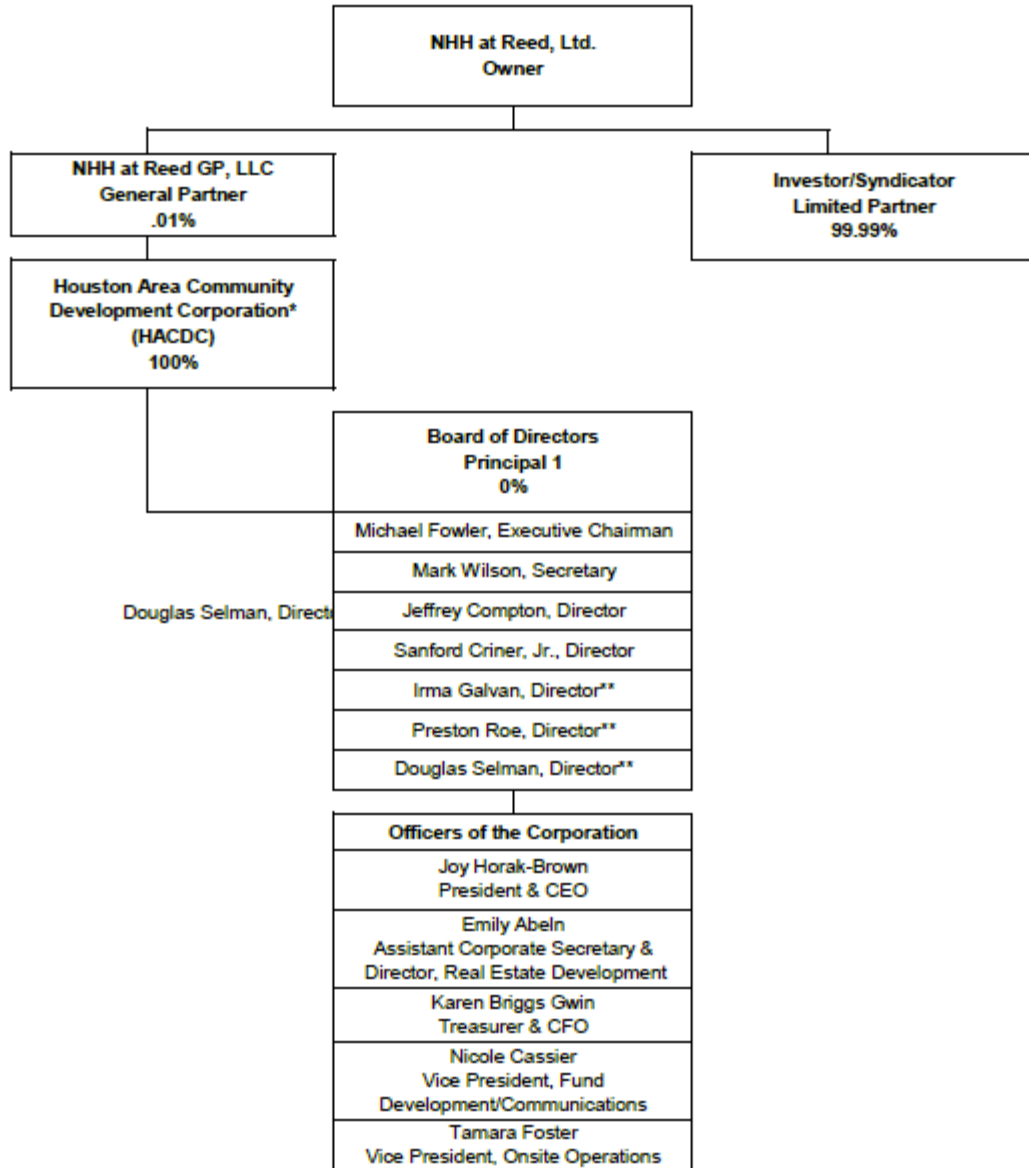 NHH at Reed, Ltd.
Owner
NHH at Reed GP, LLC
General Partner
.01%
Investor/Syndicator
Limited Partner
99.99%
Houston Area Community
Development Corporation*
(HACDC)
100%
Board of Directors
Principal 1
0%
Michael Fowler, Executive Chairman
Mark Wilson, Secretary
Douglas Selman, Directo
Jeffrey Compton, Director
Sanford Criner, Jr., Director
Irma Galvan, Director**
Preston Roe, Director**
Douglas Selman, Director**
Officers of the Corporation
Joy Horak-Brown
President & CEO
Emily Abeln
Assistant Corporate Secretary &
Director, Real Estate Development
Karen Briggs Gwin
Treasurer & CFO
Nicole Cassier
Vice President, Fund
Development/Communications
Tamara Foster
Vice President, Onsite Operations